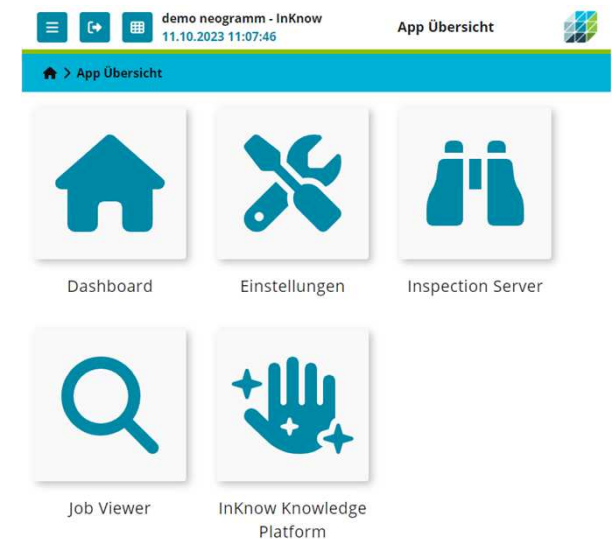 demo neogramm - InKnow
11.10.2023 11:07:46
App Übersicht
App Übersicht
Dashboard
Einstellungen
Inspection Server
Job Viewer
InKnow Knowledge
Platform